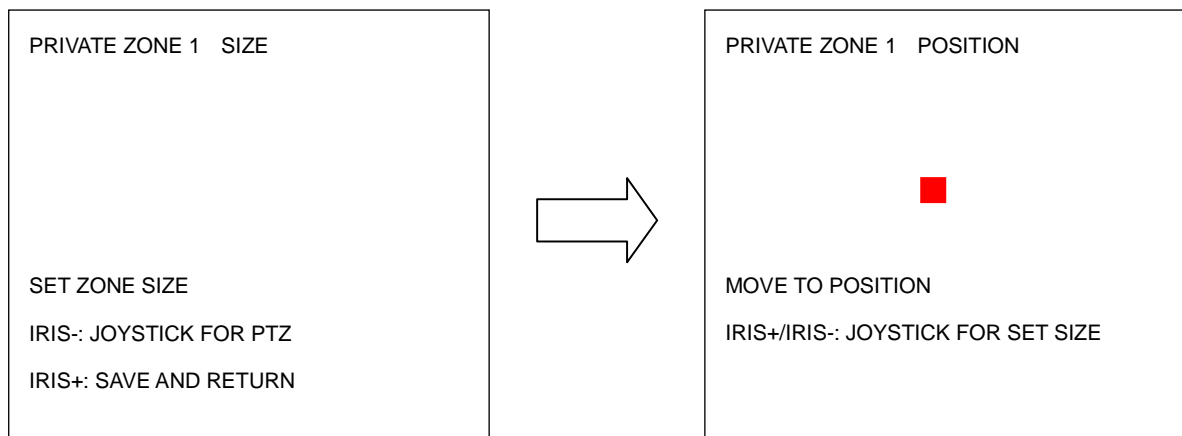 PRIVATE ZONE 1 SIZE
SET ZONE SIZE
IRIS-: JOYSTICK FOR PTZ
IRIS+: SAVE AND RETURN
PRIVATE ZONE 1 POSITION
MOVE TO POSITION
IRIS+/IRIS-: JOYSTICK FOR SET SIZE